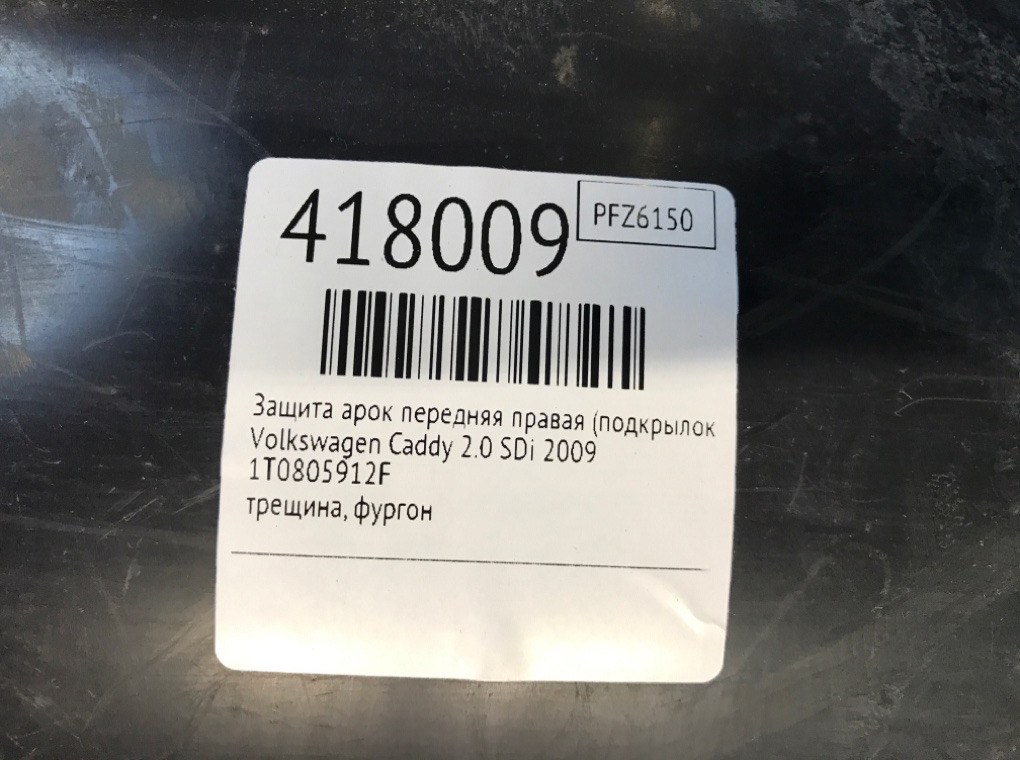 418009
PFZ6150
Защита арок передняя правая (подкрылок
Volkswagen Caddy 2.0 SDi 2009
1T0805912F
трещина, фургон